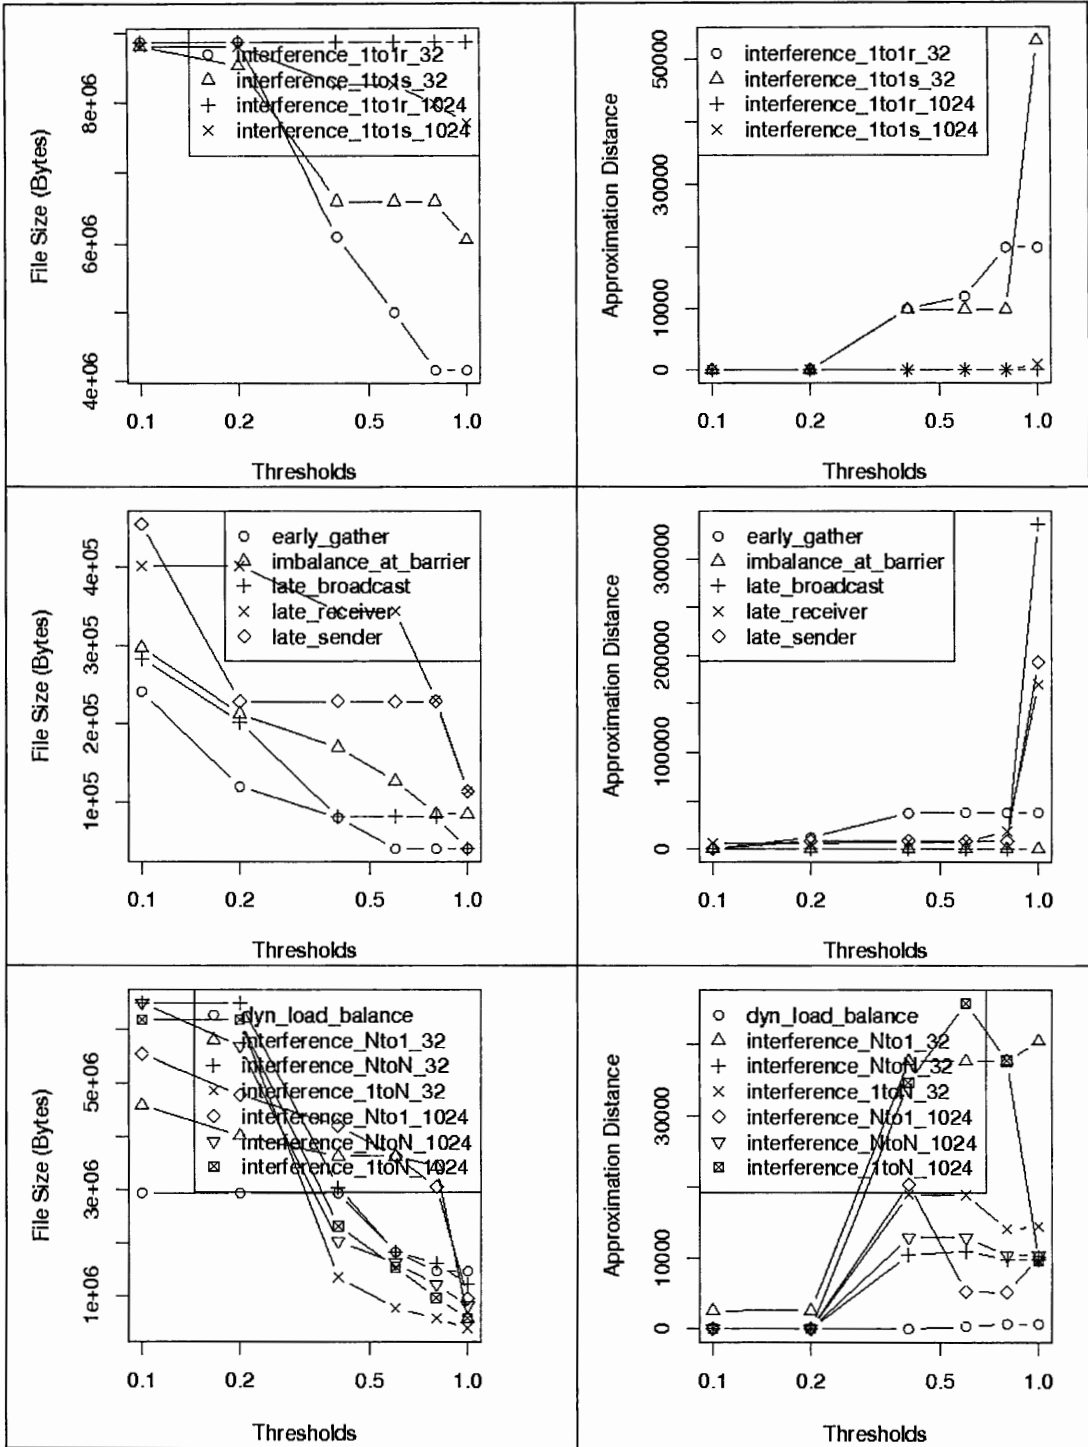 File Size (Bytes)
4e+06 6e+06 8e+06
interference_1to1r_32
interference_1to1s_32
interference_1to1r_1024
interference_1to1s_1024
0.1 0.2 0.5 1.0
Thresholds
Approximation Distance
0 10000 30000 50000
interference_1to1r_32
interference_1to1s_32
interference_1to1r_1024
interference_1to1s_1024
0.1 0.2 0.5 1.0
Thresholds
File Size (Bytes)
1e+05 2e+05 3e+05 4e+05
early_gather
imbalance_at_barrier
late_broadcast
late_receiver
late_sender
0.1 0.2 0.5 1.0
Thresholds
Approximation Distance
0 100000 200000 300000
early_gather
imbalance_at_barrier
late_broadcast
late_receiver
late_sender
0.1 0.2 0.5 1.0
Thresholds
File Size (Bytes)
1e+06 3e+06 5e+06
dyn_load_balance
interference_Nto1_32
interference_NtoN_32
interference_1toN_32
interference_Nto1_1024
interference_NtoN_1024
interference_1toN_1024
0.1 0.2 0.5 1.0
Thresholds
Approximation Distance
0 10000 30000
dyn_load_balance
interference_Nto1_32
interference_NtoN_32
interference_1toN_32
interference_Nto1_1024
interference_NtoN_1024
interference_1toN_1024
0.1 0.2 0.5 1.0
Thresholds